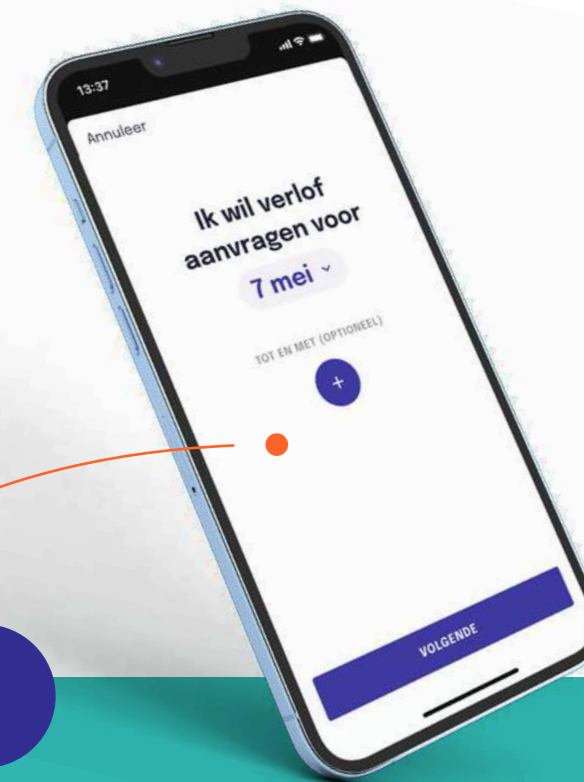 13:37
Annuleer
Ik wil verlof
aanvragen voor
7 mei
TOT EN MET (OPTIONEEL)
+
VOLGENDE